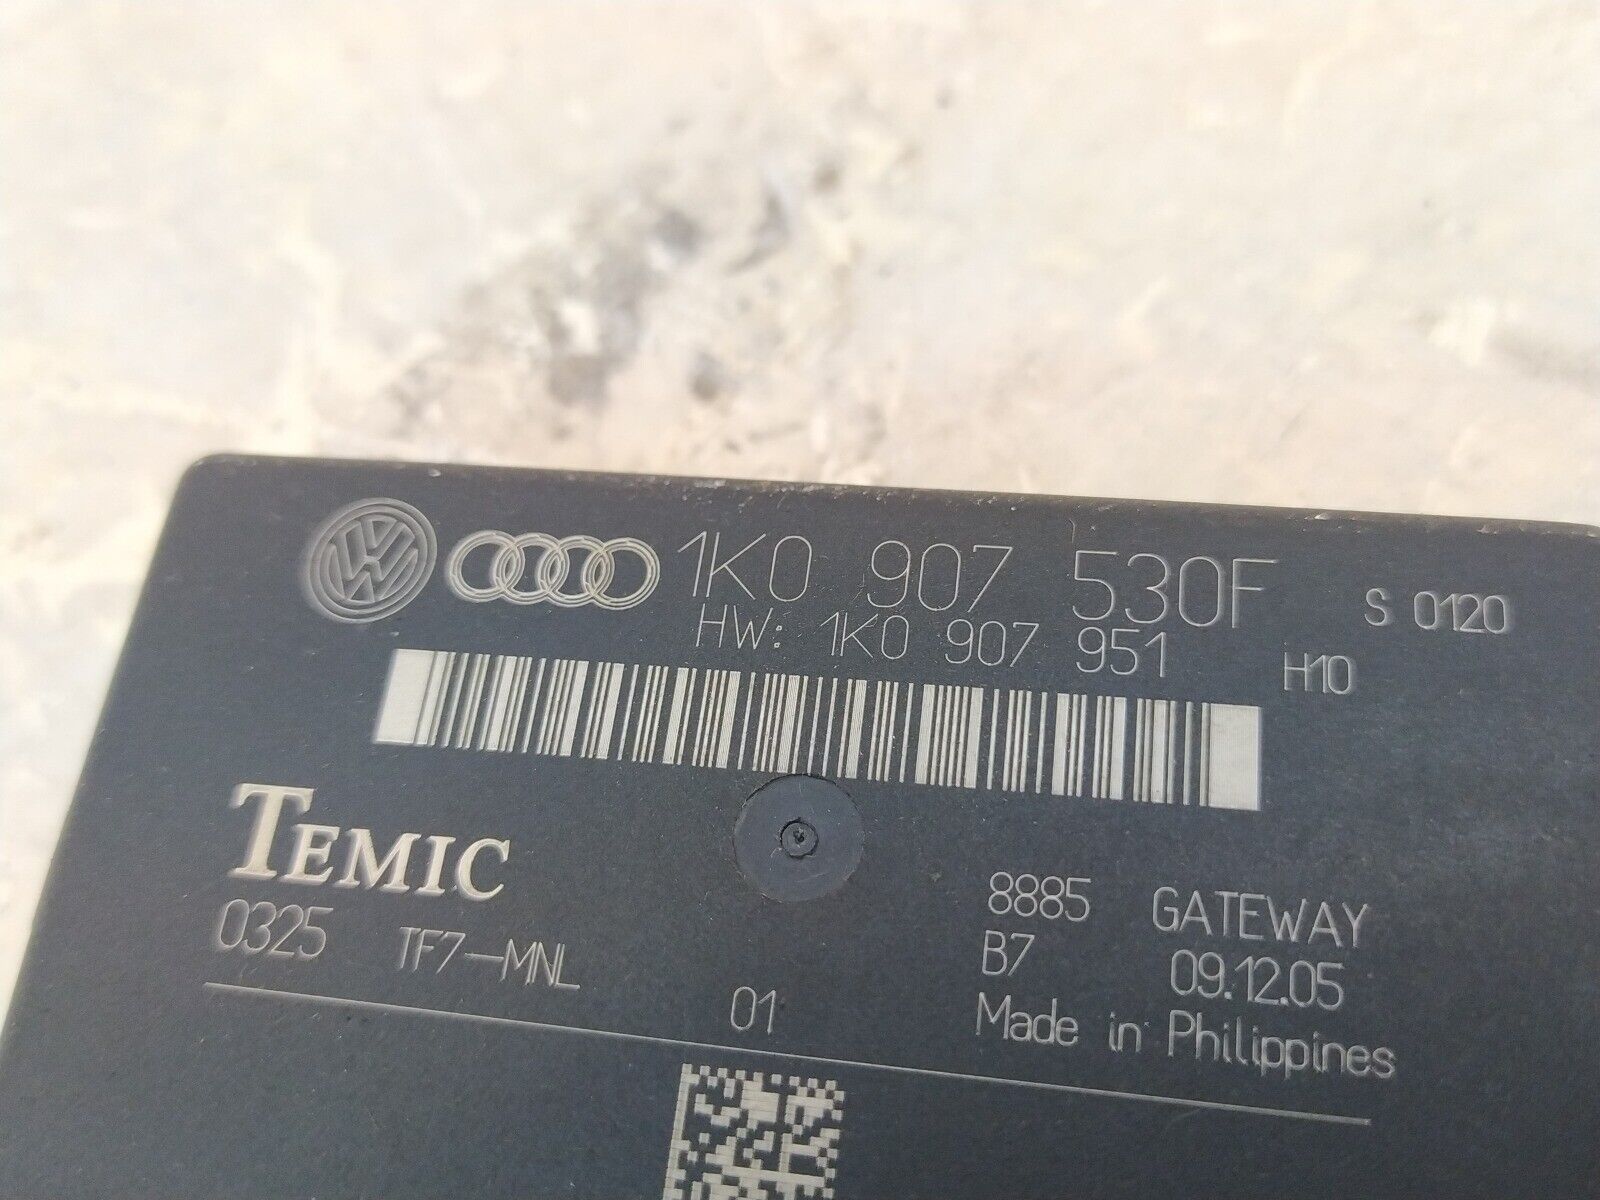 1K0 907 530F S 0120
HW: 1K0 907 951 H10
TEMIC
8885 GATEWAY
0325 TF7-MNL
B7 09.12.05
01
Made in Philippines